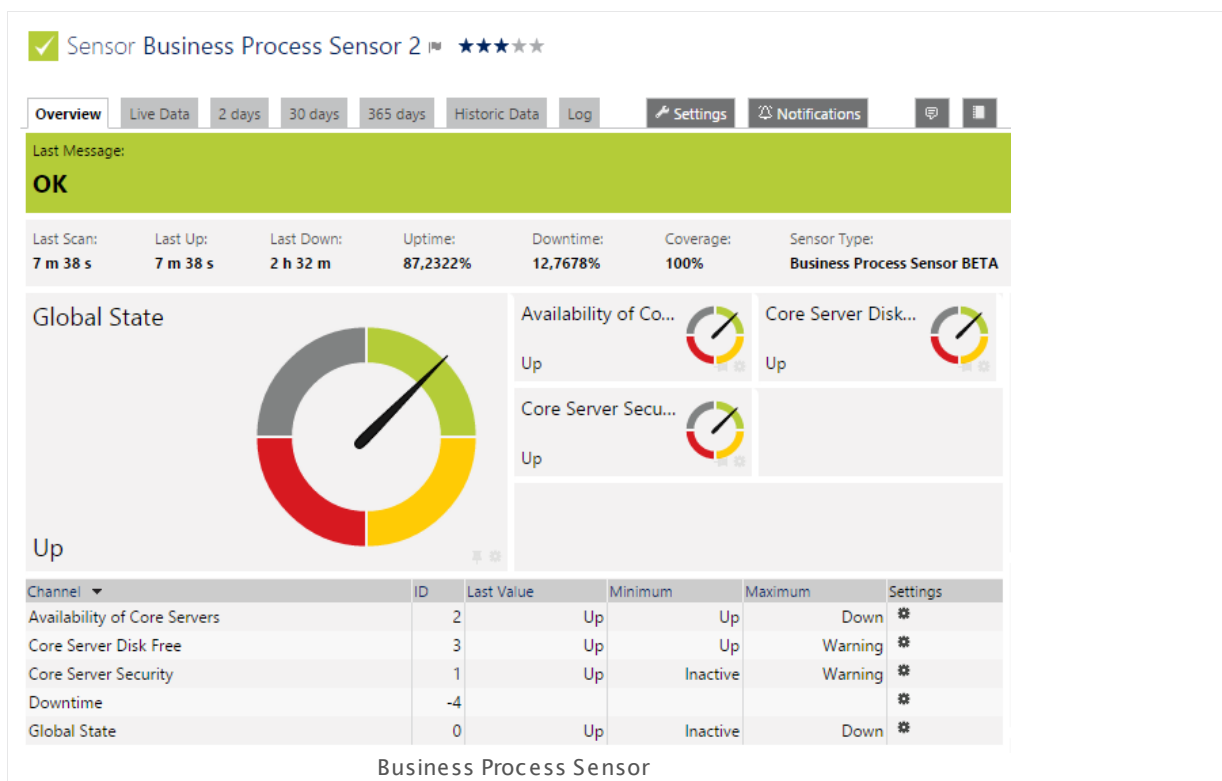 Sensor Business Process Sensor 2
Overview Live Data 2 days 30 days 365 days Historic Data Log Settings Notifications
Last Message:
OK
Last Scan: Last Up: Last Down: Uptime: Downtime: Coverage: Sensor Type:
7 m 38 s 7 m 38 s 2 h 32 m 87,2322% 12,7678% 100% Business Process Sensor BETA
Global State
Up
Availability of Co...
Up
Core Server Disk...
Up
Core Server Secu...
Up
Channel ID Last Value Minimum Maximum Settings
Availability of Core Servers 2 Up Up Down
Core Server Disk Free 3 Up Up Warning
Core Server Security 1 Up Inactive Warning
Downtime -4
Global State 0 Up Inactive Down
Business Process Sensor